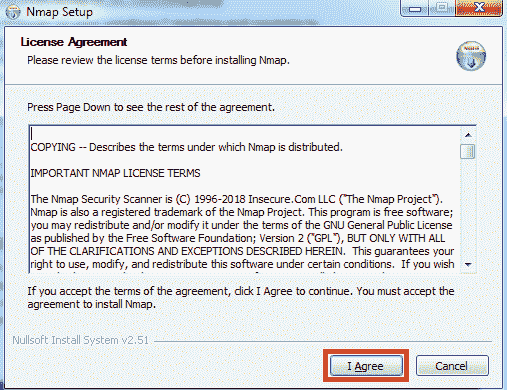 Nmap Setup
License Agreement
Please review the license terms before installing Nmap.
Press Page Down to see the rest of the agreement.
COPYING -- Describes the terms under which Nmap is distributed.
IMPORTANT NMAP LICENSE TERMS
The Nmap Security Scanner is (C) 1996-2018 Insecure.Com LLC ("The Nmap Project").
Nmap is also a registered trademark of the Nmap Project. This program is free software;
you may redistribute and/or modify it under the terms of the GNU General Public License
as published by the Free Software Foundation; Version 2 ("GPL"), BUT ONLY WITH ALL
OF THE CLARIFICATIONS AND EXCEPTIONS DESCRIBED HEREIN.  This guarantees your
right to use, modify, and redistribute this software under certain conditions.  If you wish
If you accept the terms of the agreement, click I Agree to continue. You must accept the
agreement to install Nmap.
Nullsoft Install System v2.51
I Agree
Cancel